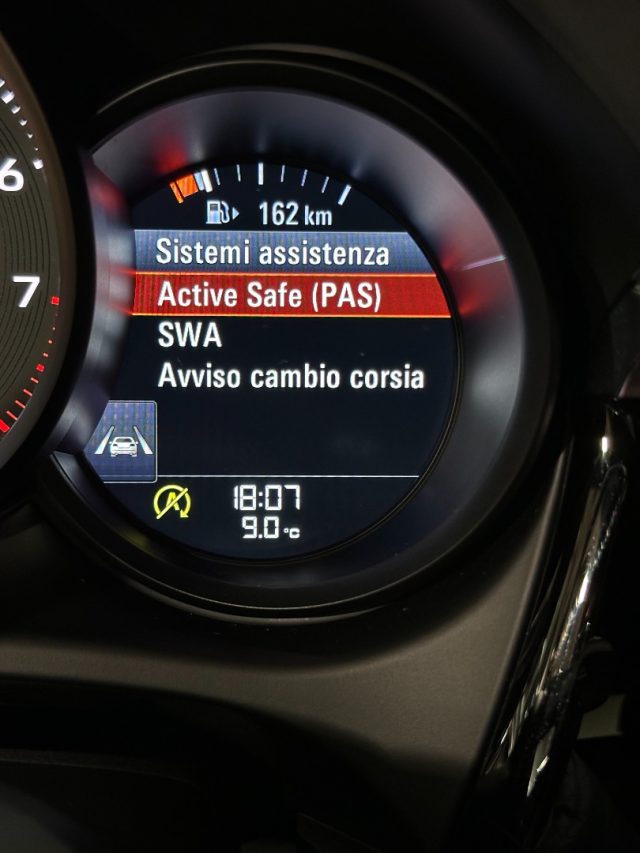 6
7
162 km
Sistemi assistenza
Active Safe (PAS)
SWA
Avviso cambio corsia
A
18:07
9.0 °C